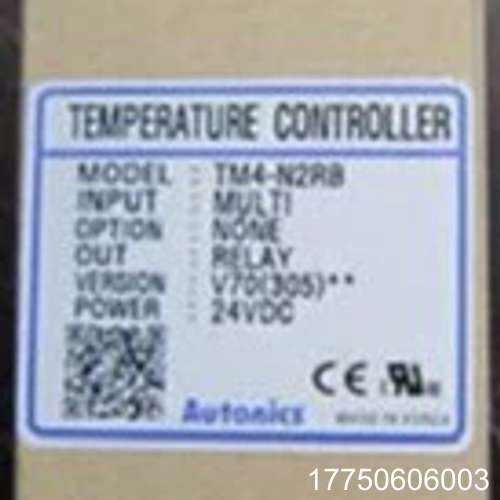 TEMPERATURE CONTROLLER
MODEL : TM4-N2RB
INPUT : MULTI
OPTION : NONE
OUT : RELAY
VERSION : V70(305)**
POWER : 24VDC
CE
Autonics
MADE IN KOREA
17750606003